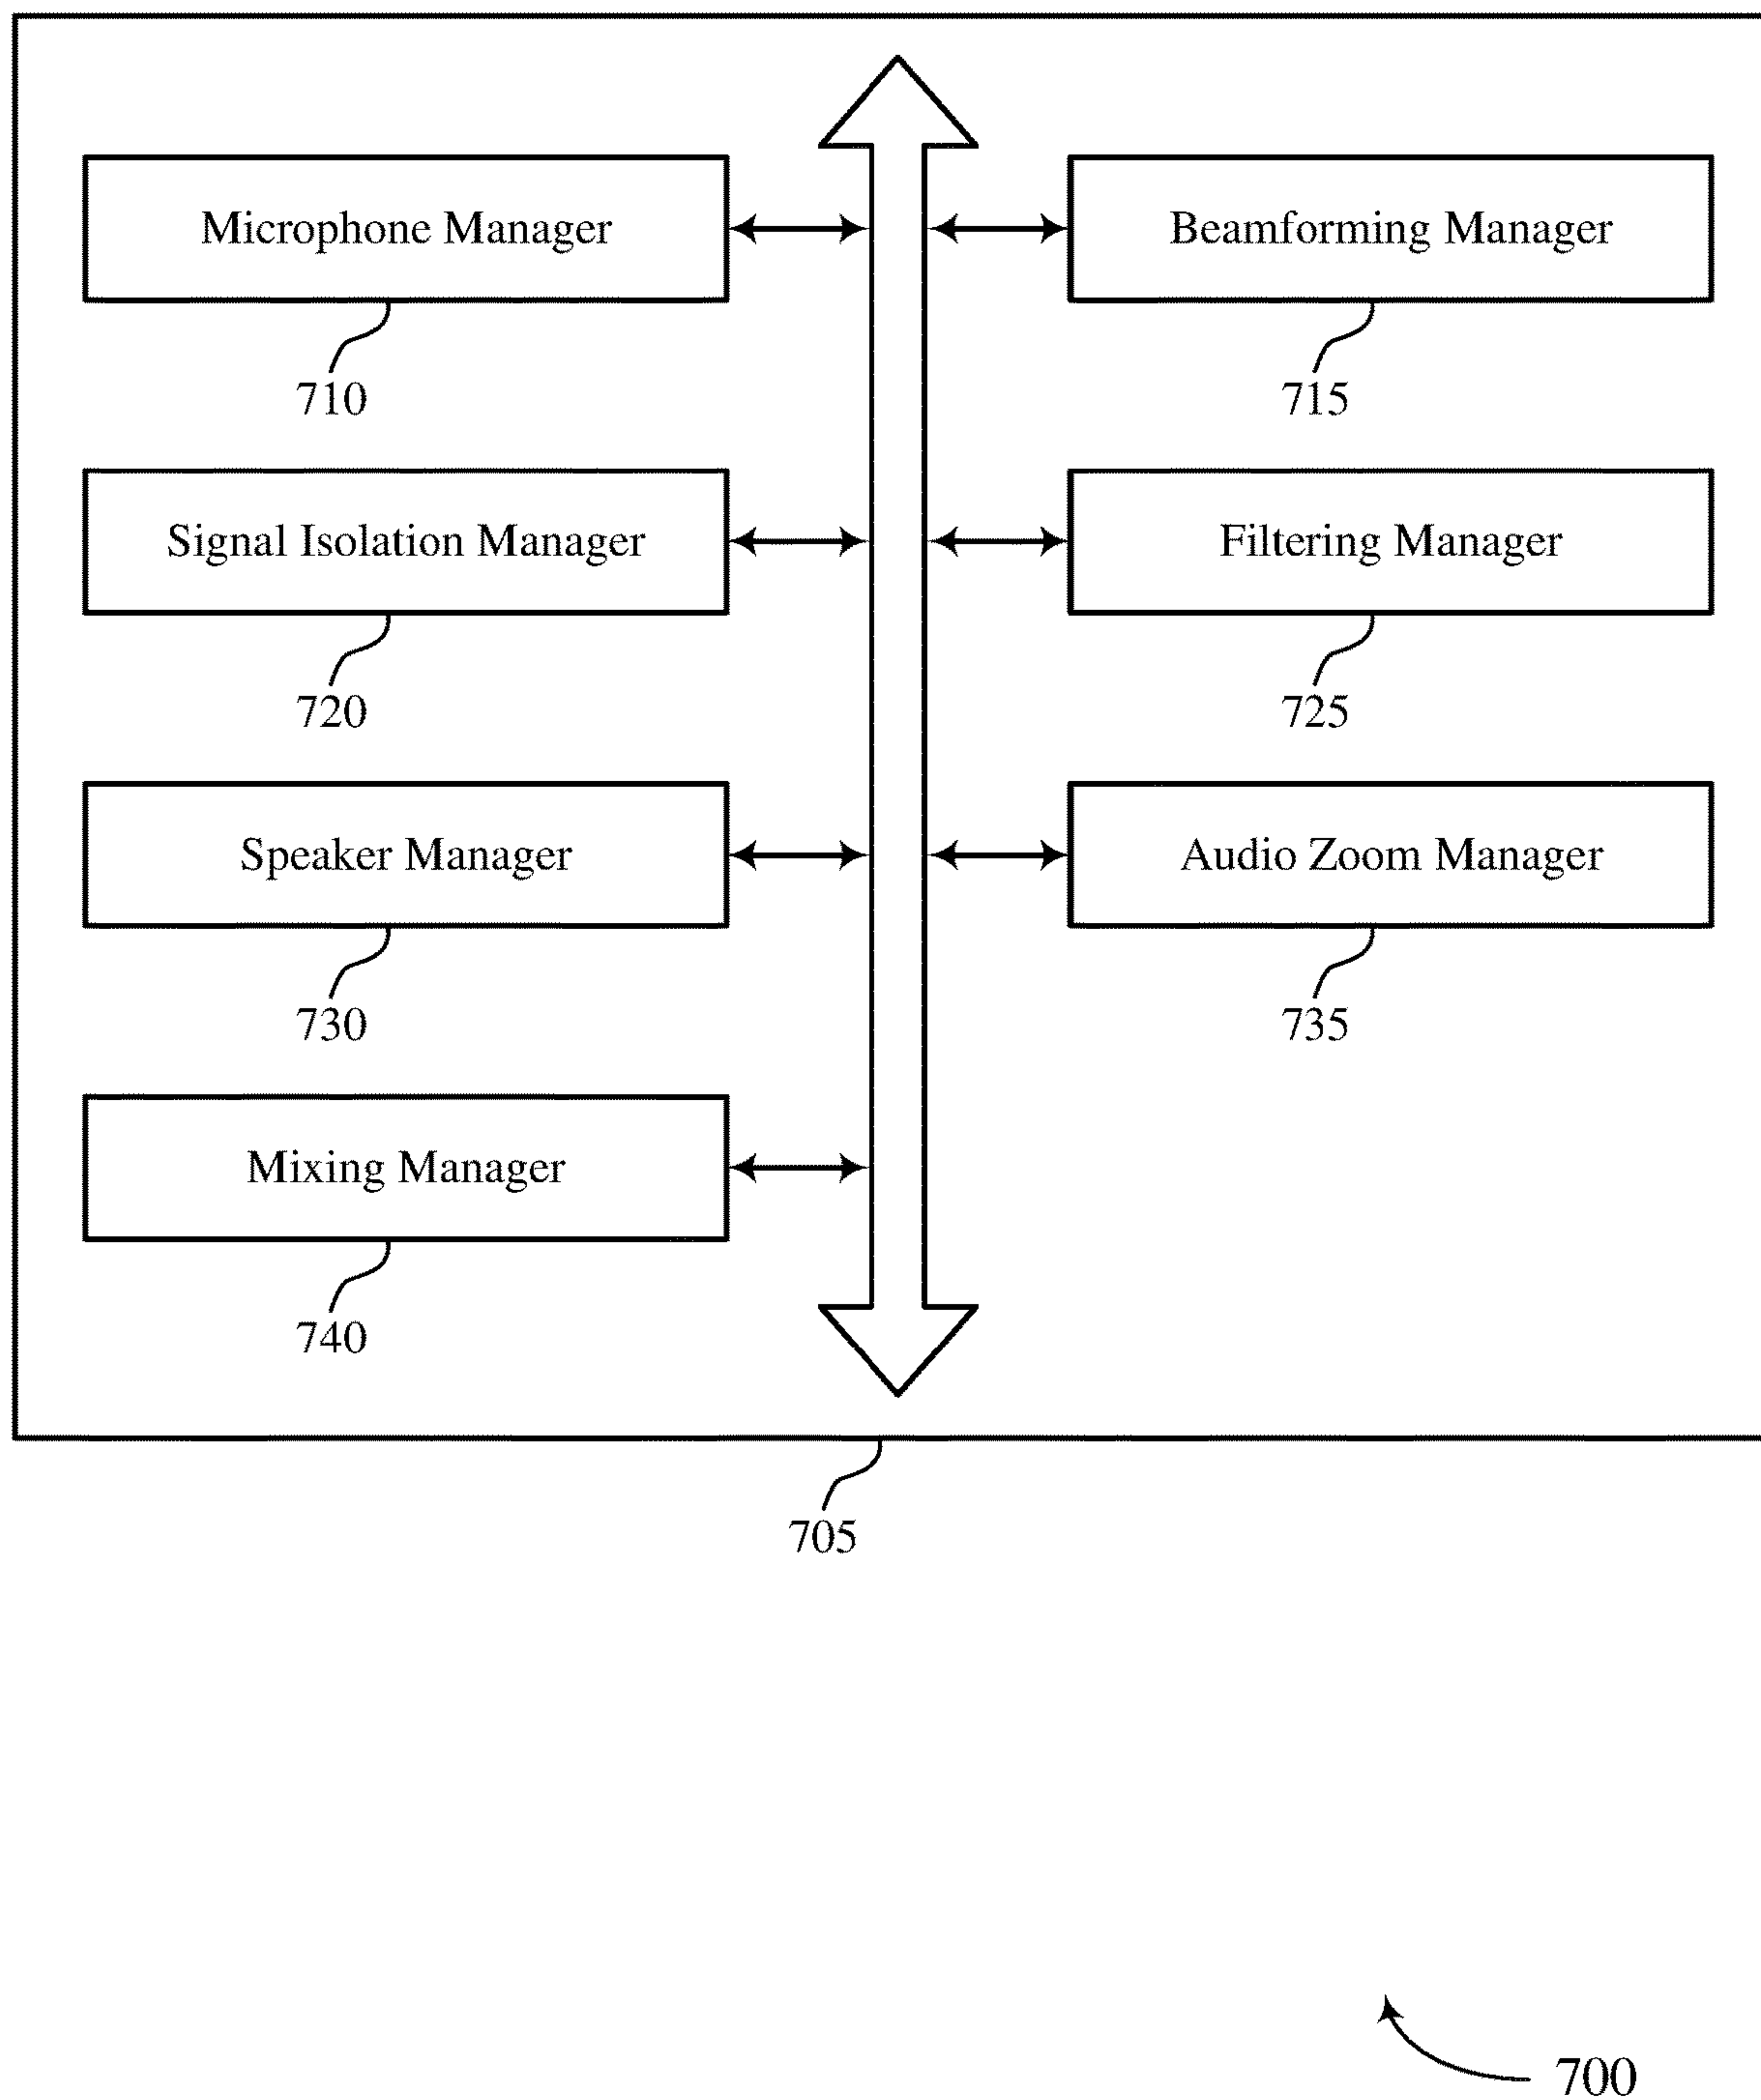 Microphone Manager
Beamforming Manager
710
715
Signal Isolation Manager
Filtering Manager
720
725
Speaker Manager
Audio Zoom Manager
730
735
Mixing Manager
740
705
700